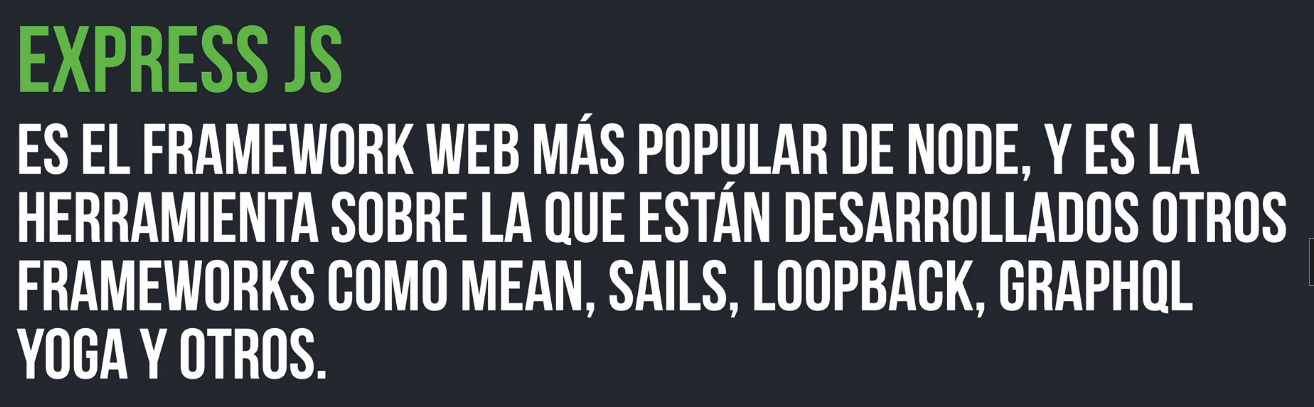 EXPRESS JS
ES EL FRAMEWORK WEB MÁS POPULAR DE NODE, Y ES LA
HERRAMIENTA SOBRE LA QUE ESTÁN DESARROLLADOS OTROS
FRAMEWORKS COMO MEAN, SAILS, LOOPBACK, GRAPHQL
YOGA Y OTROS.